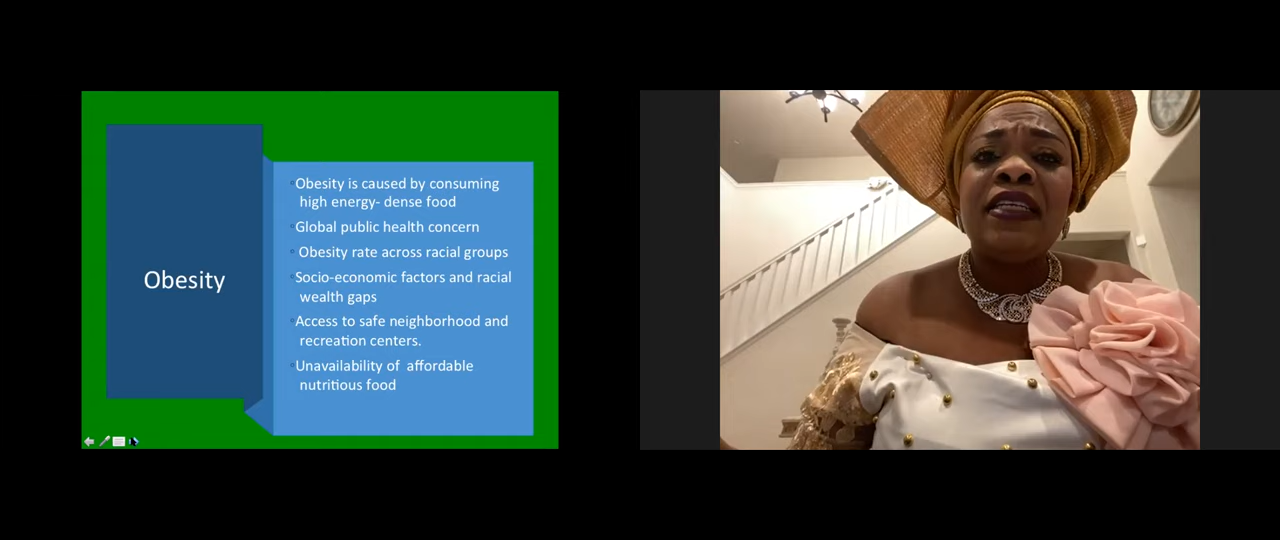 Obesity
◦Obesity is caused by consuming
high energy- dense food
◦Global public health concern
◦ Obesity rate across racial groups
◦Socio-economic factors and racial
wealth gaps
◦Access to safe neighborhood and
recreation centers.
◦Unavailability of  affordable
nutritious food